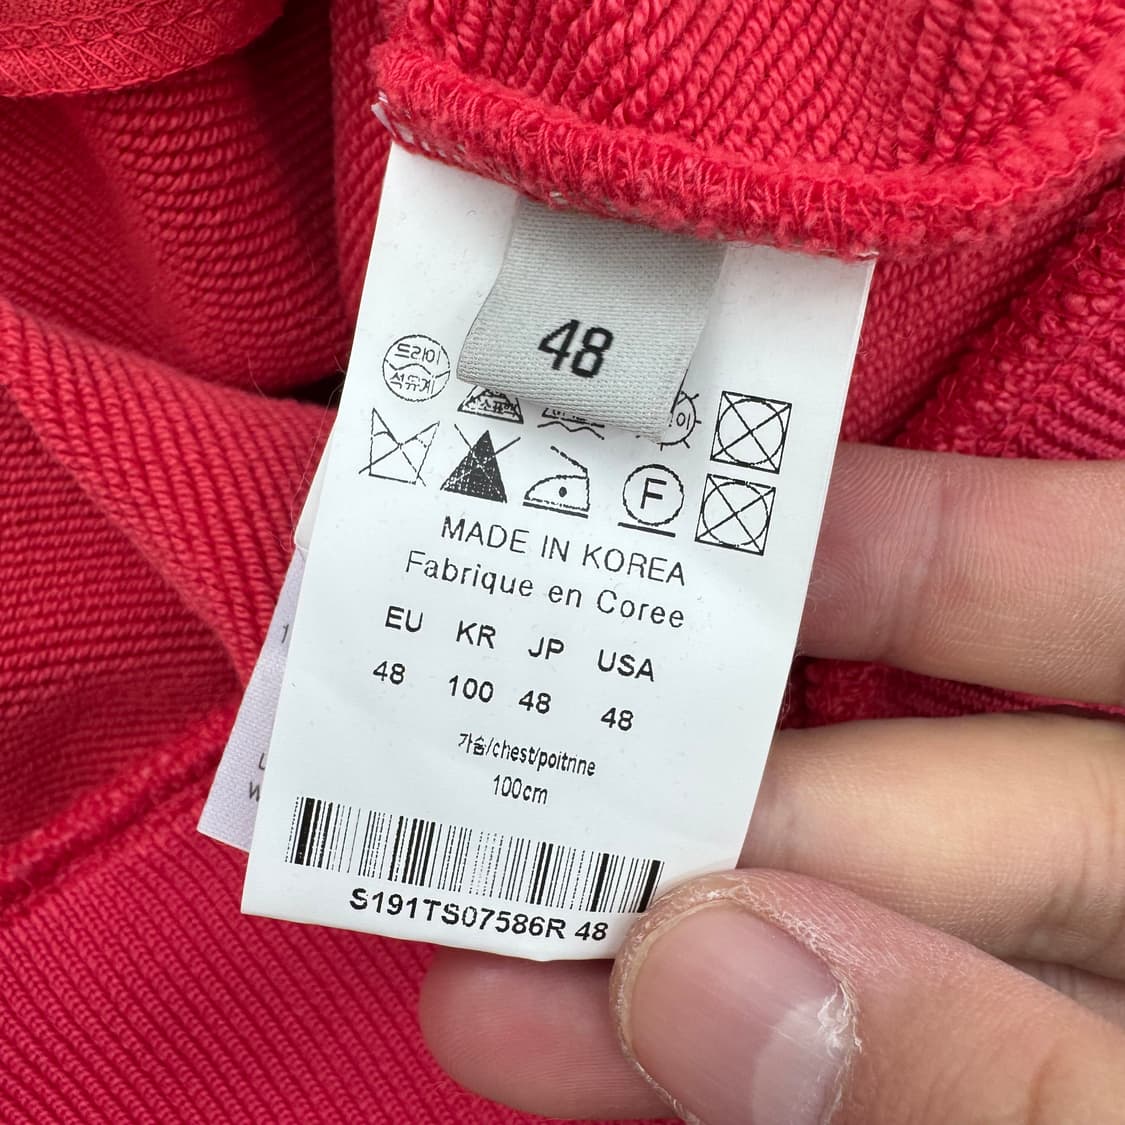 48
드라이
석유계
F
MADE IN KOREA
Fabrique en Coree
EU KR JP USA
48 100 48 48
가슴/chest/poitrine
100cm
S191TS07586R 48